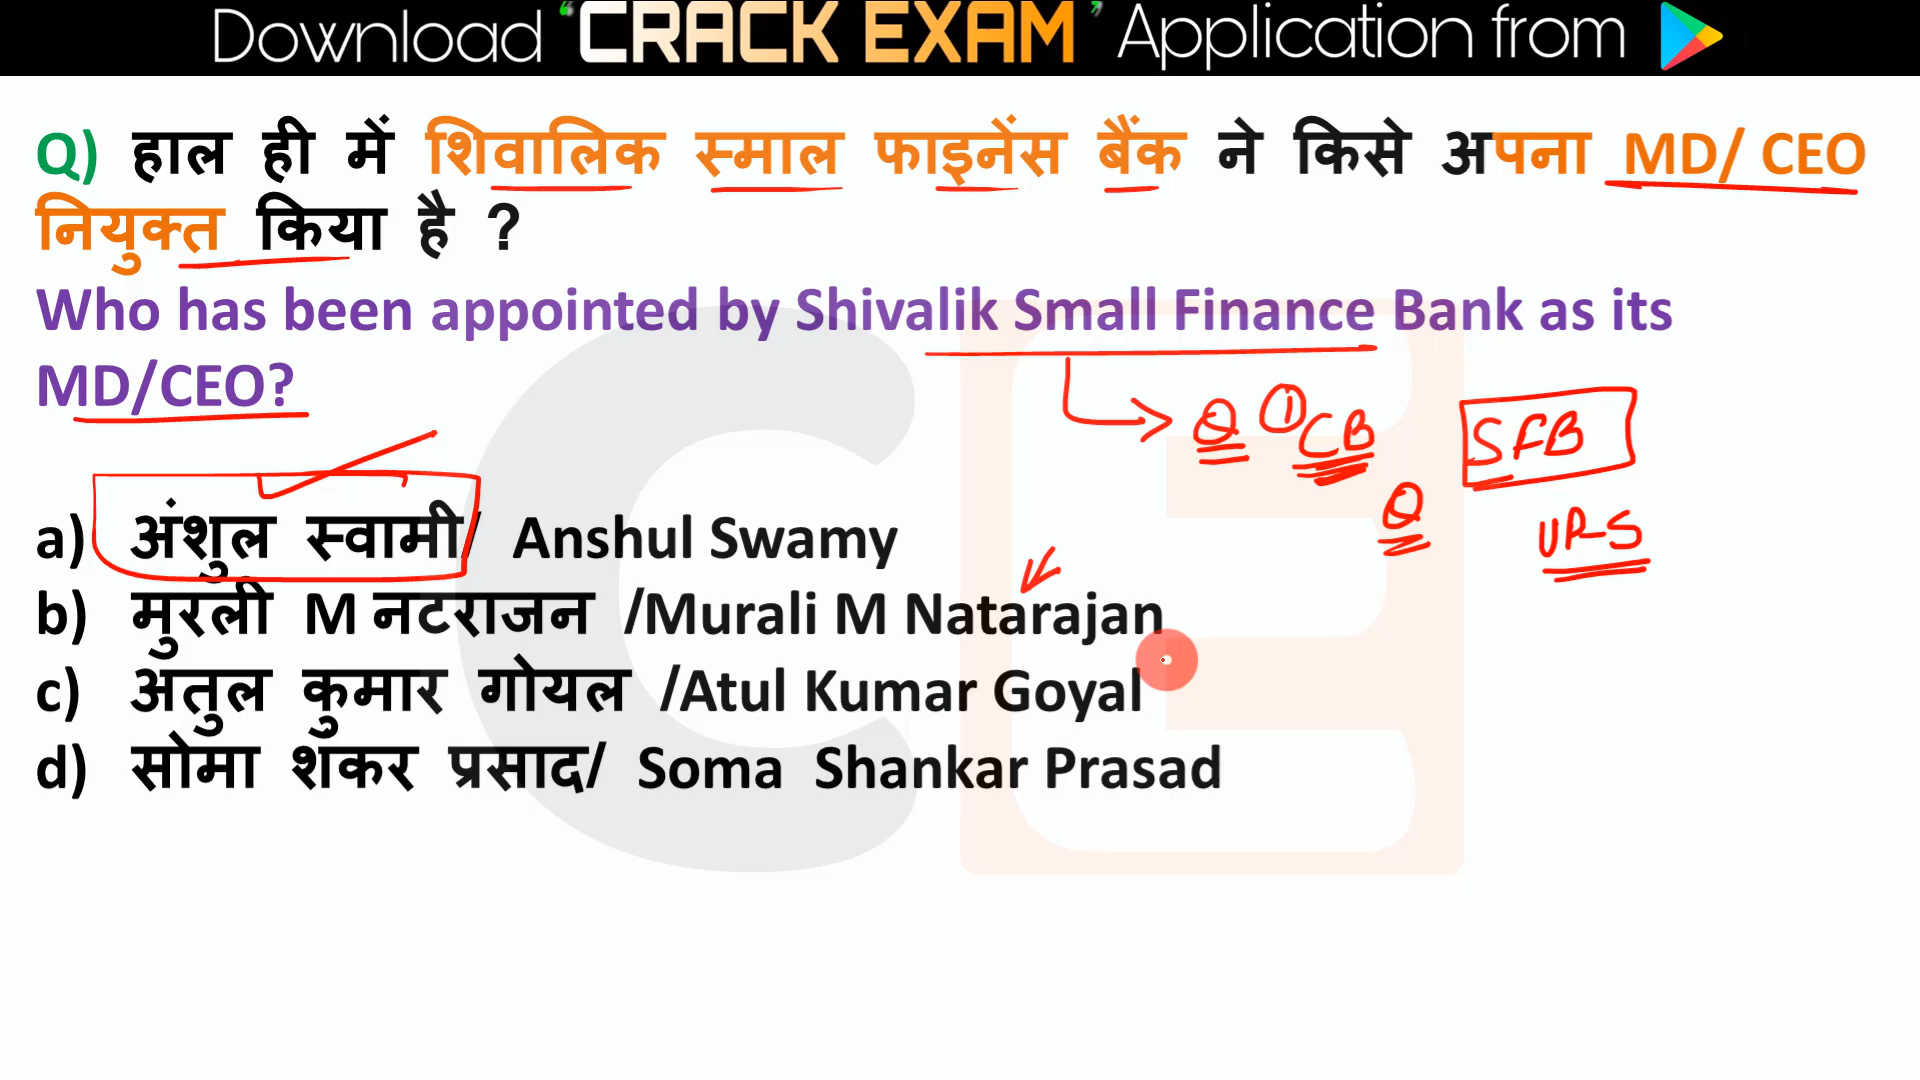 Download ‘CRACK EXAM’ Application from
Q) हाल ही में शिवालिक स्माल फाइनेंस बैंक ने किसे अपना MD/ CEO
नियुक्त किया है ?
Who has been appointed by Shivalik Small Finance Bank as its
MD/CEO?
Q ① CB SFB
Q
a) अंशुल स्वामी/ Anshul Swamy
b) मुरली M नटराजन /Murali M Natarajan
c) अतुल कुमार गोयल /Atul Kumar Goyal
d) सोमा शंकर प्रसाद/ Soma Shankar Prasad
CE